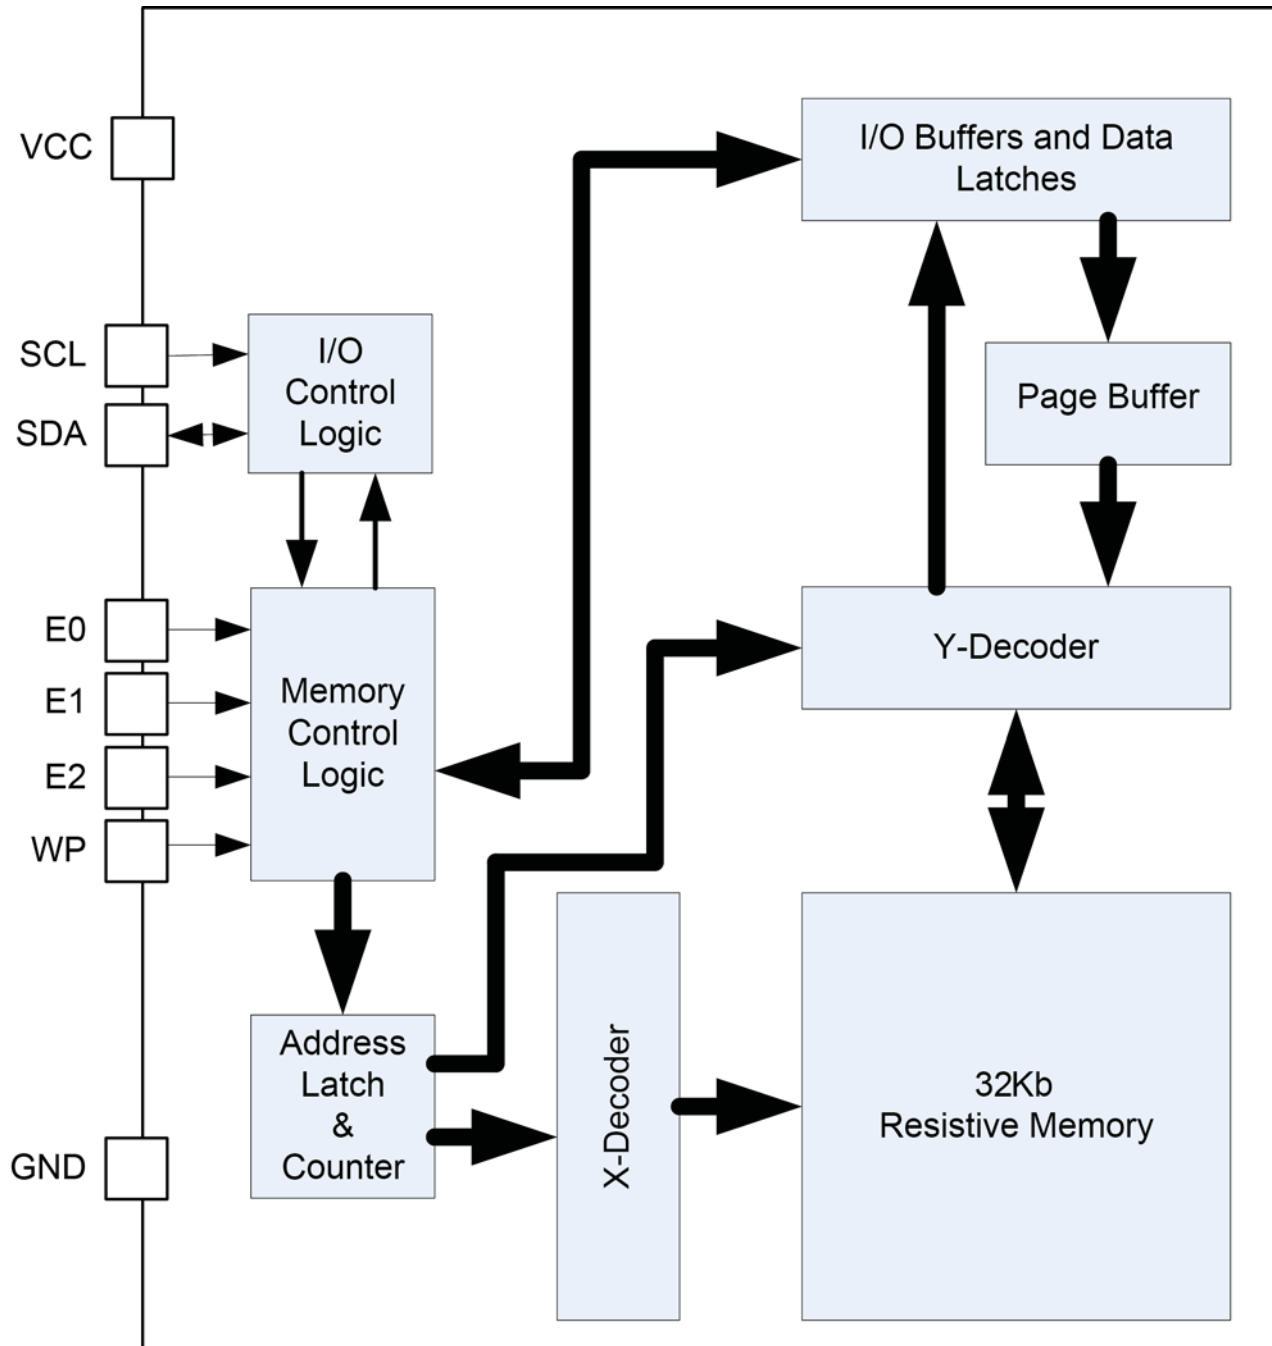 VCC
I/O Buffers and Data
Latches
SCL
I/O
Control
Logic
SDA
Page Buffer
E0
E1
E2
WP
Memory
Control
Logic
Y-Decoder
Address
Latch
&
Counter
GND
X-Decoder
32Kb
Resistive Memory